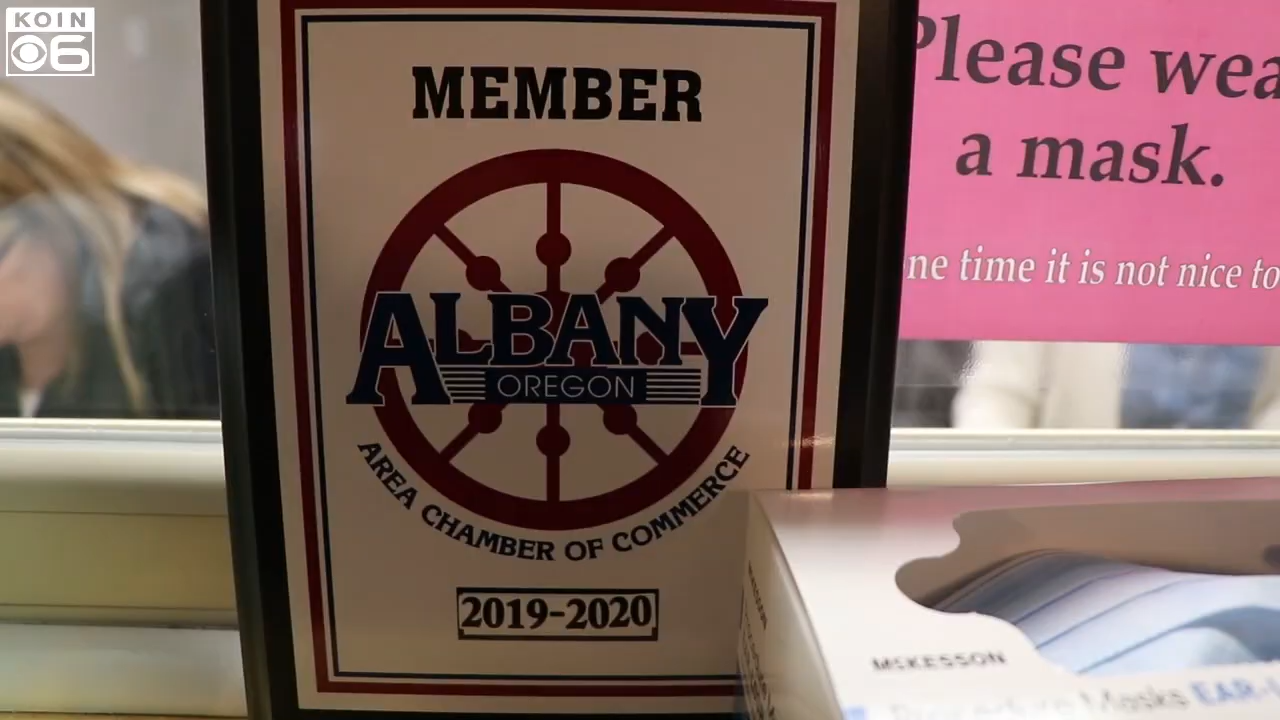 KOIN
6
MEMBER
ALBANY
OREGON
AREA CHAMBER OF COMMERCE
2019-2020
Please wea
a mask.
ne time it is not nice to
MCKESSON
Masks EAR-L